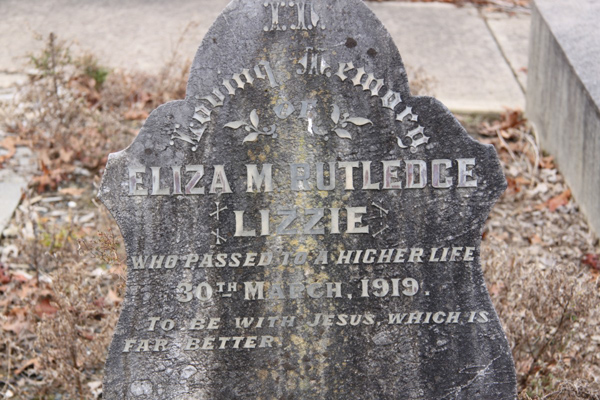 IN
Loving Memory
OF
ELIZA M RUTLEDGE
LIZZIE
WHO PASSED TO A HIGHER LIFE
30TH MARCH, 1919.
TO BE WITH JESUS, WHICH IS
FAR BETTER